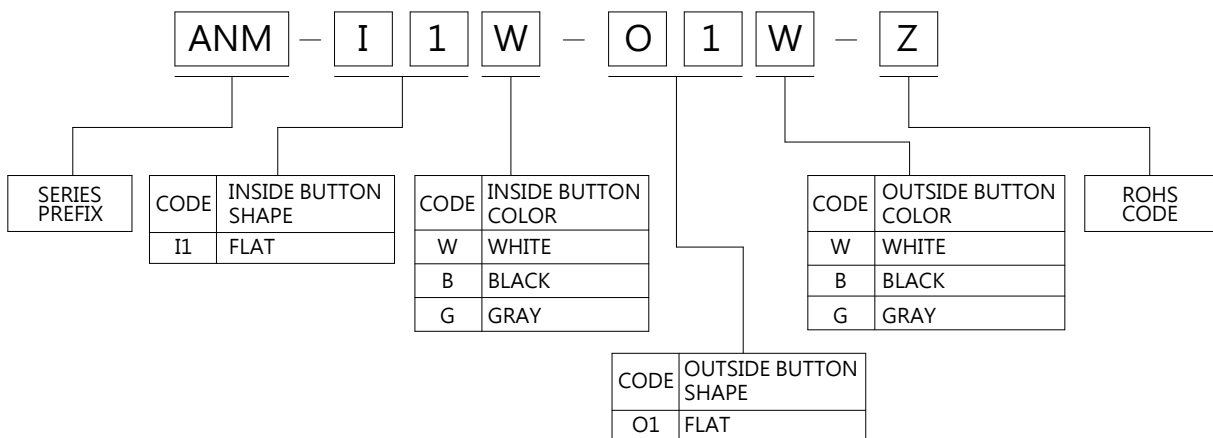 ANM — I 1 W — O 1 W — Z
SERIES
PREFIX
CODE INSIDE BUTTON
SHAPE
I1 FLAT
CODE INSIDE BUTTON
COLOR
W WHITE
B BLACK
G GRAY
CODE OUTSIDE BUTTON
SHAPE
O1 FLAT
CODE OUTSIDE BUTTON
COLOR
W WHITE
B BLACK
G GRAY
ROHS
CODE